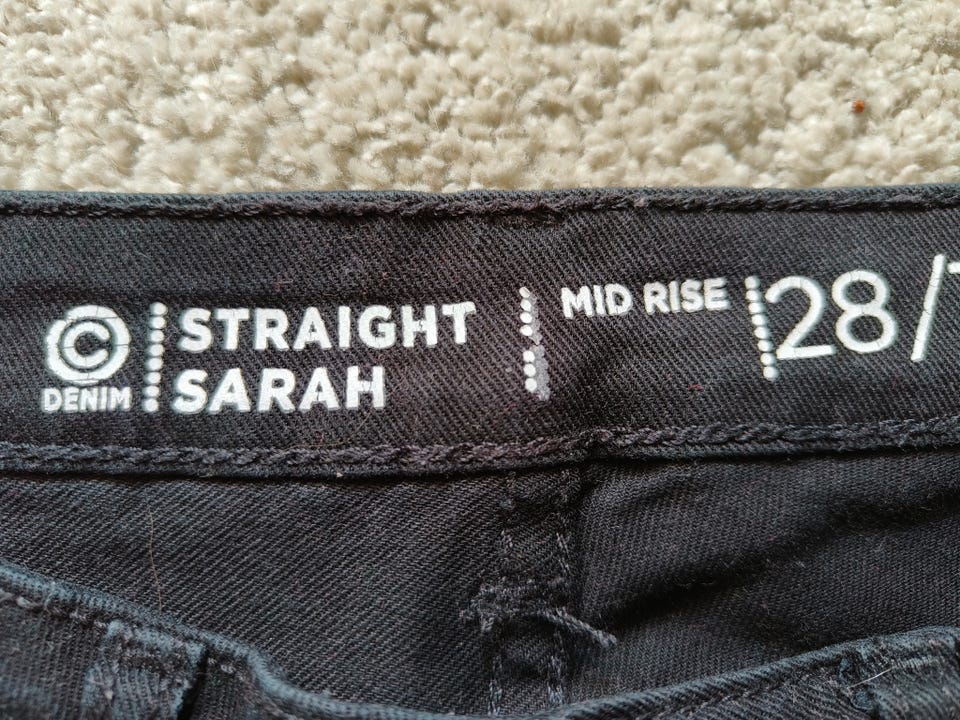 © DENIM
STRAIGHT
SARAH
MID RISE
28/